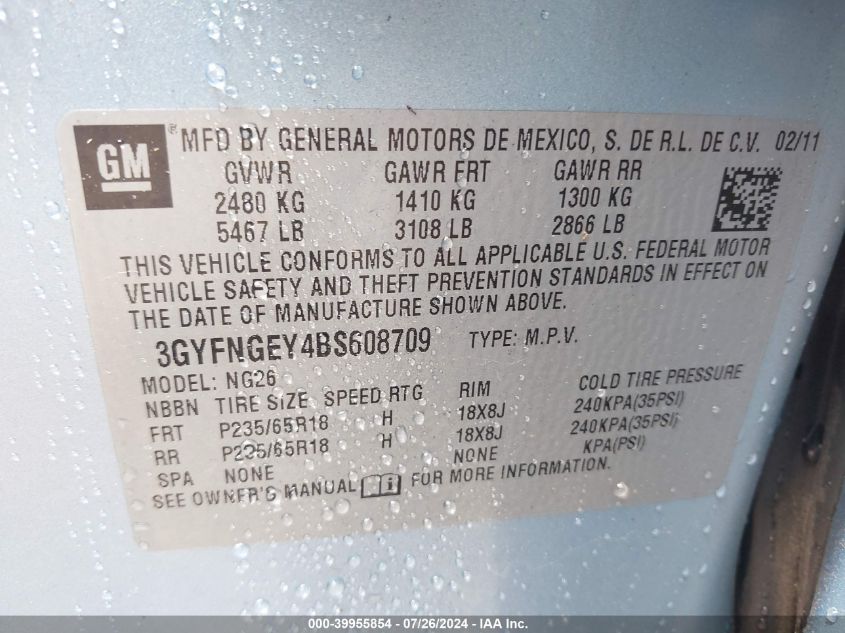 GM ® MFD BY GENERAL MOTORS DE MEXICO, S. DE R.L. DE C.V. 02/11
GVWR GAWR FRT GAWR RR
2480 KG 1410 KG 1300 KG
5467 LB 3108 LB 2866 LB
THIS VEHICLE CONFORMS TO ALL APPLICABLE U.S. FEDERAL MOTOR
VEHICLE SAFETY AND THEFT PREVENTION STANDARDS IN EFFECT ON
THE DATE OF MANUFACTURE SHOWN ABOVE.
3GYFNGEY4BS608709 TYPE: M.P.V.
MODEL: NG26
NBBN TIRE SIZE SPEED RTG RIM COLD TIRE PRESSURE
FRT P235/65R18 H 18X8J 240KPA(35PSI)
RR P235/65R18 H 18X8J 240KPA(35PSI)
SPA NONE NONE KPA(PSI)
SEE OWNER'S MANUAL FOR MORE INFORMATION.
000-39955854 - 07/26/2024 - IAA Inc.